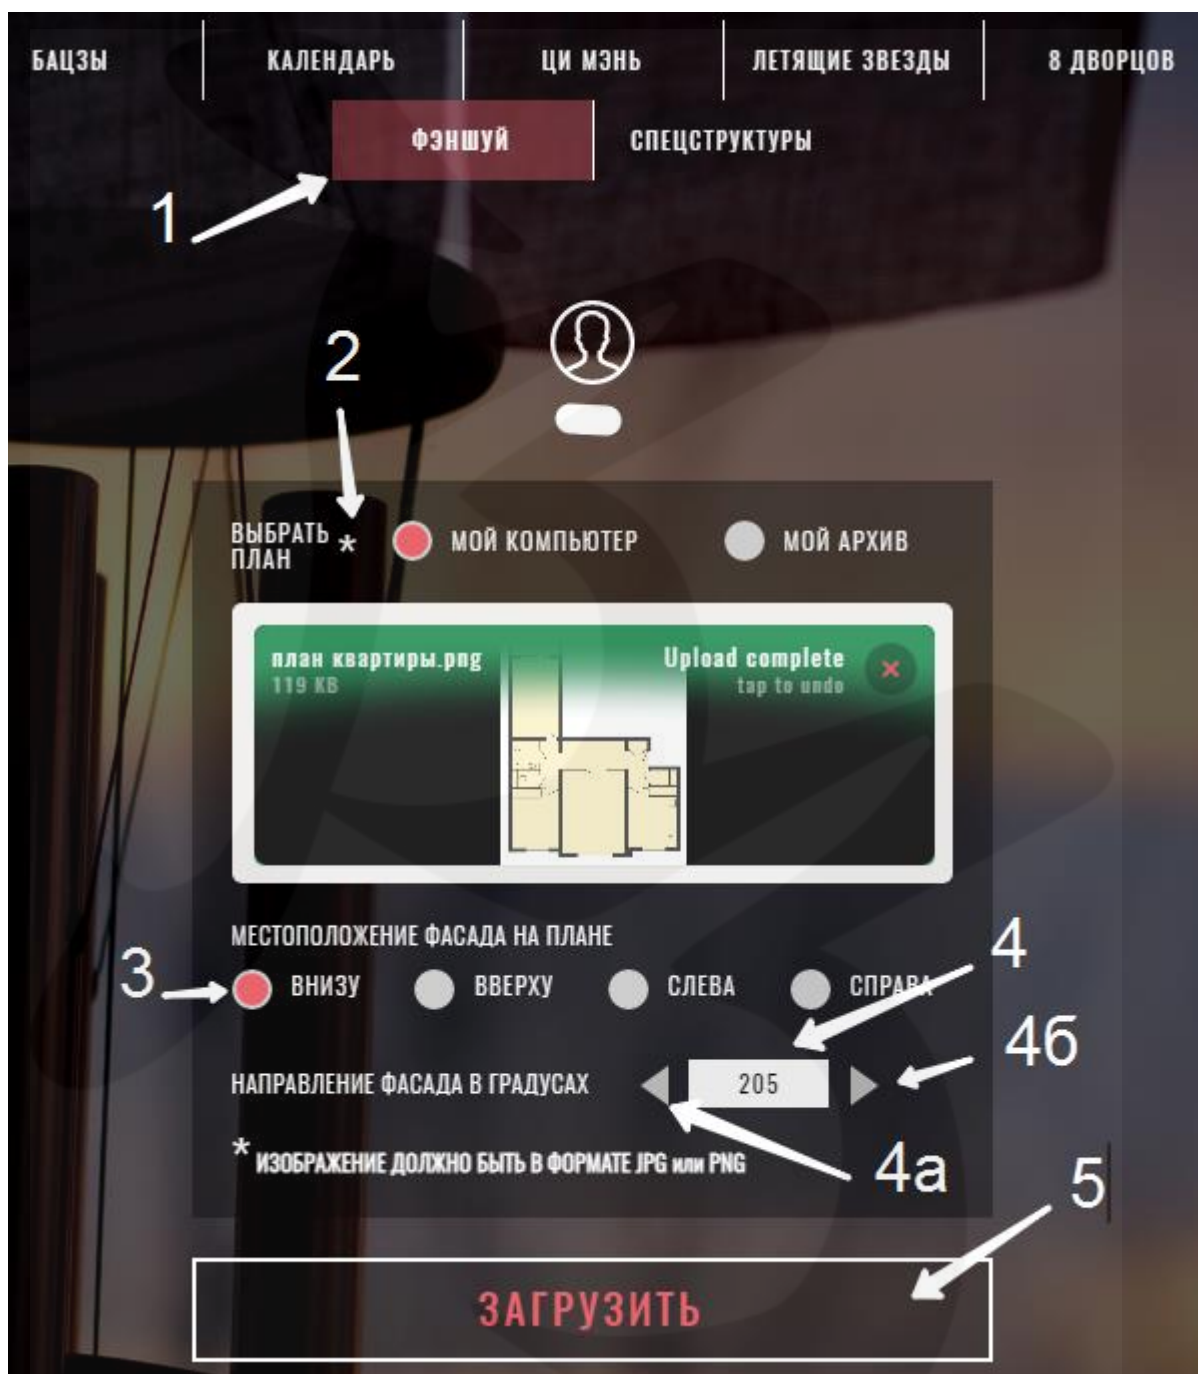 БАЦЗЫ КАЛЕНДАРЬ ЦИ МЭНЬ ЛЕТЯЩИЕ ЗВЕЗДЫ 8 ДВОРЦОВ
ФЭНШУЙ СПЕЦСТРУКТУРЫ
1
2
ВЫБРАТЬ
ПЛАН * МОЙ КОМПЬЮТЕР МОЙ АРХИВ
план квартиры.png Upload complete
119 KB tap to undo
МЕСТОПОЛОЖЕНИЕ ФАСАДА НА ПЛАНЕ 4
3 ВНИЗУ ВВЕРХУ СЛЕВА СПРАВА
4б
НАПРАВЛЕНИЕ ФАСАДА В ГРАДУСАХ 205
* ИЗОБРАЖЕНИЕ ДОЛЖНО БЫТЬ В ФОРМАТЕ JPG или PNG
4а
5
ЗАГРУЗИТЬ